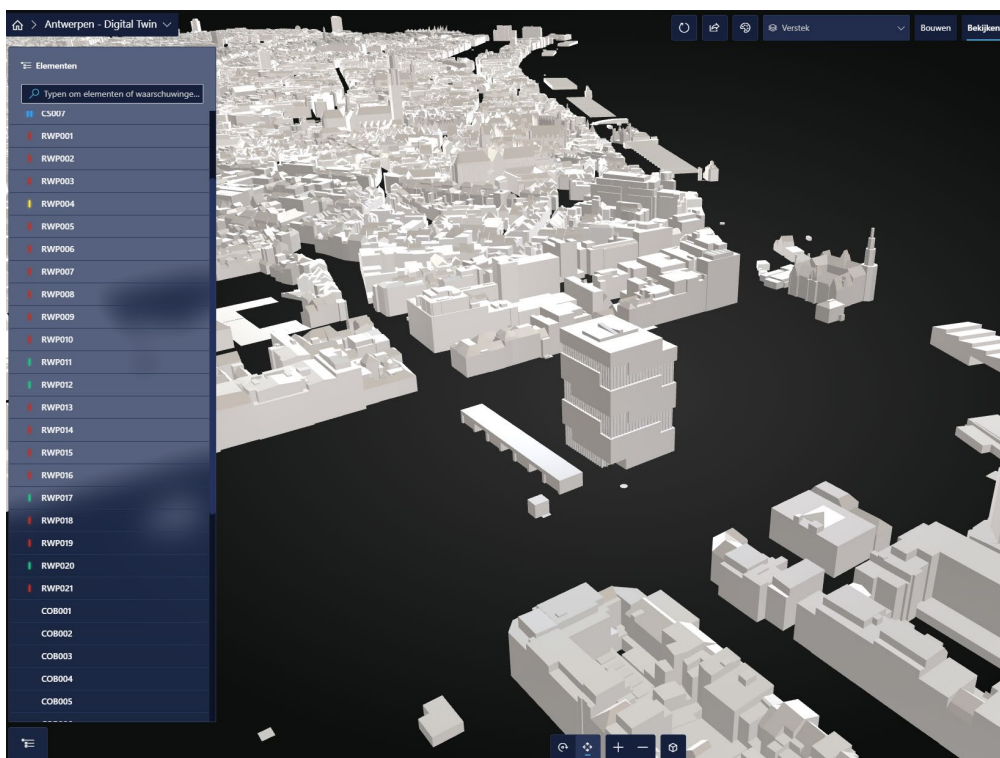 Antwerpen - Digital Twin
Verstek
Bouwen
Bekijken
Elementen
Typen om elementen of waarschuwinge...
CS007
RWP001
RWP002
RWP003
RWP004
RWP005
RWP006
RWP007
RWP008
RWP009
RWP010
RWP011
RWP012
RWP013
RWP014
RWP015
RWP016
RWP017
RWP018
RWP019
RWP020
RWP021
COB001
COB002
COB003
COB004
COB005